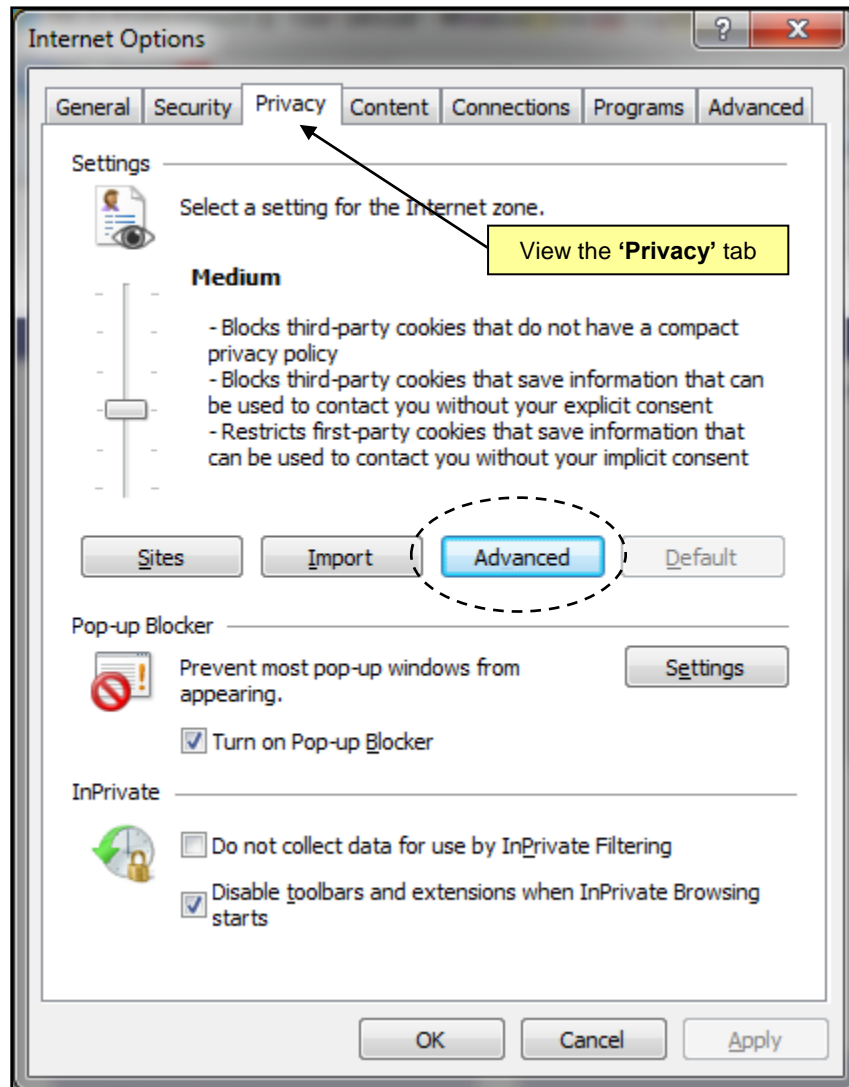 Internet Options
?
X
General Security Privacy Content Connections Programs Advanced
Settings
Select a setting for the Internet zone.
View the ‘Privacy’ tab
Medium
- Blocks third-party cookies that do not have a compact
privacy policy
- Blocks third-party cookies that save information that can
be used to contact you without your explicit consent
- Restricts first-party cookies that save information that
can be used to contact you without your implicit consent
Sites Import Advanced Default
Pop-up Blocker
Prevent most pop-up windows from
appearing.
Settings
Turn on Pop-up Blocker
InPrivate
Do not collect data for use by InPrivate Filtering
Disable toolbars and extensions when InPrivate Browsing
starts
OK Cancel Apply